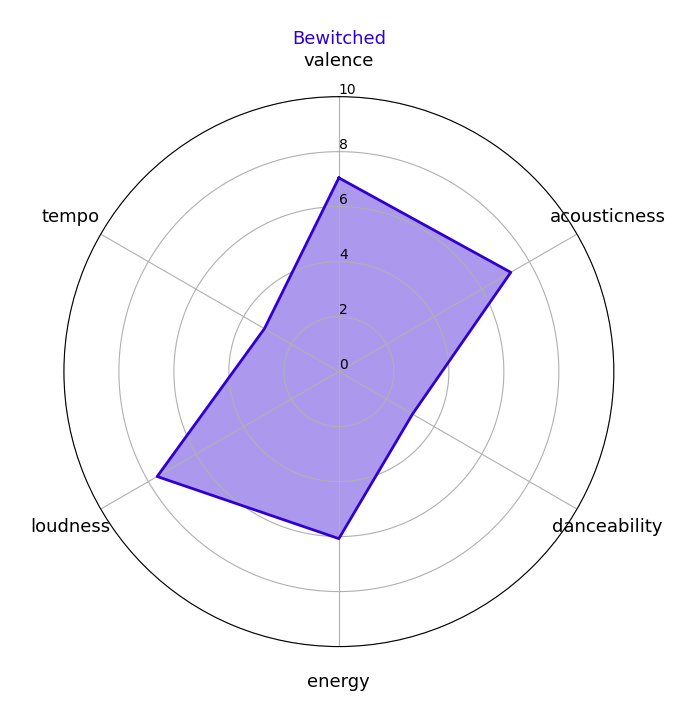 Bewitched
valence
10
8
6
4
2
0
tempo
acousticness
loudness
danceability
energy